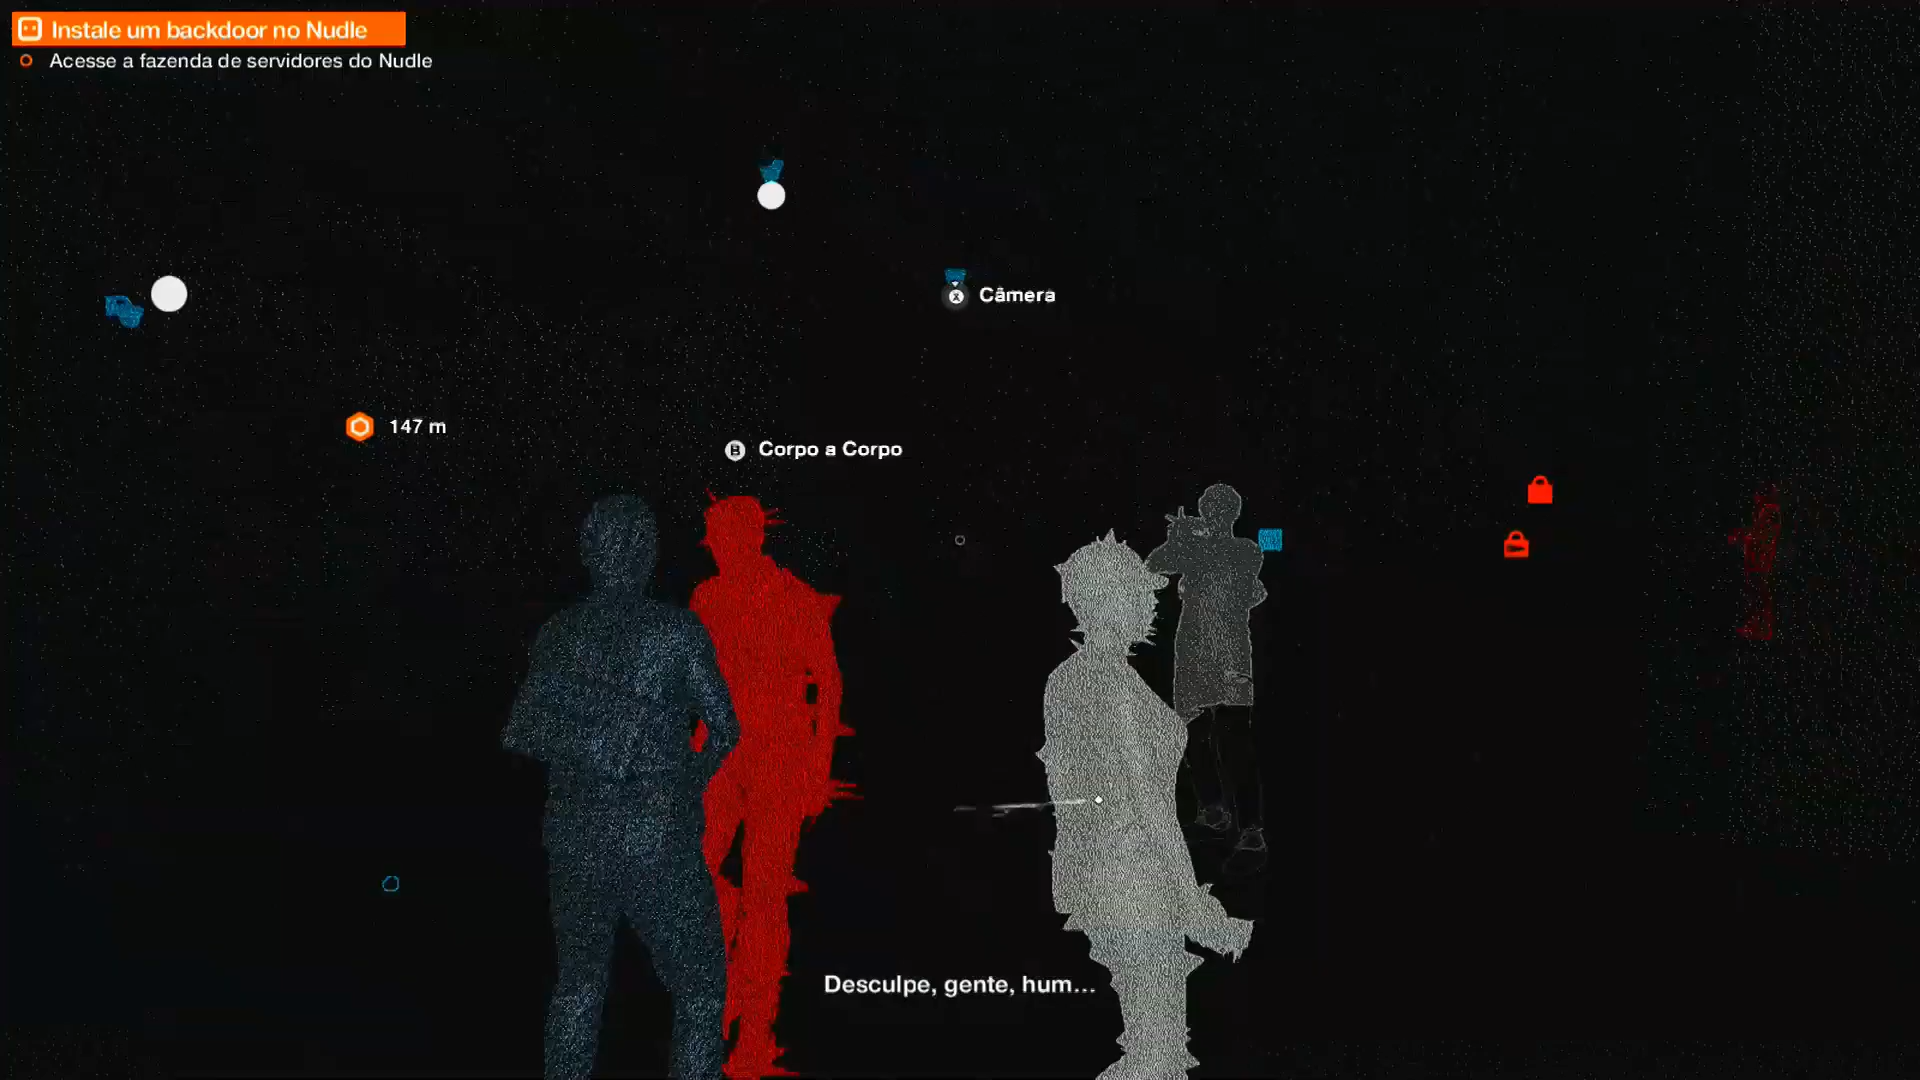 Instale um backdoor no Nudle
Acesse a fazenda de servidores do Nudle
X Câmera
147 m
B Corpo a Corpo
Desculpe, gente, hum...